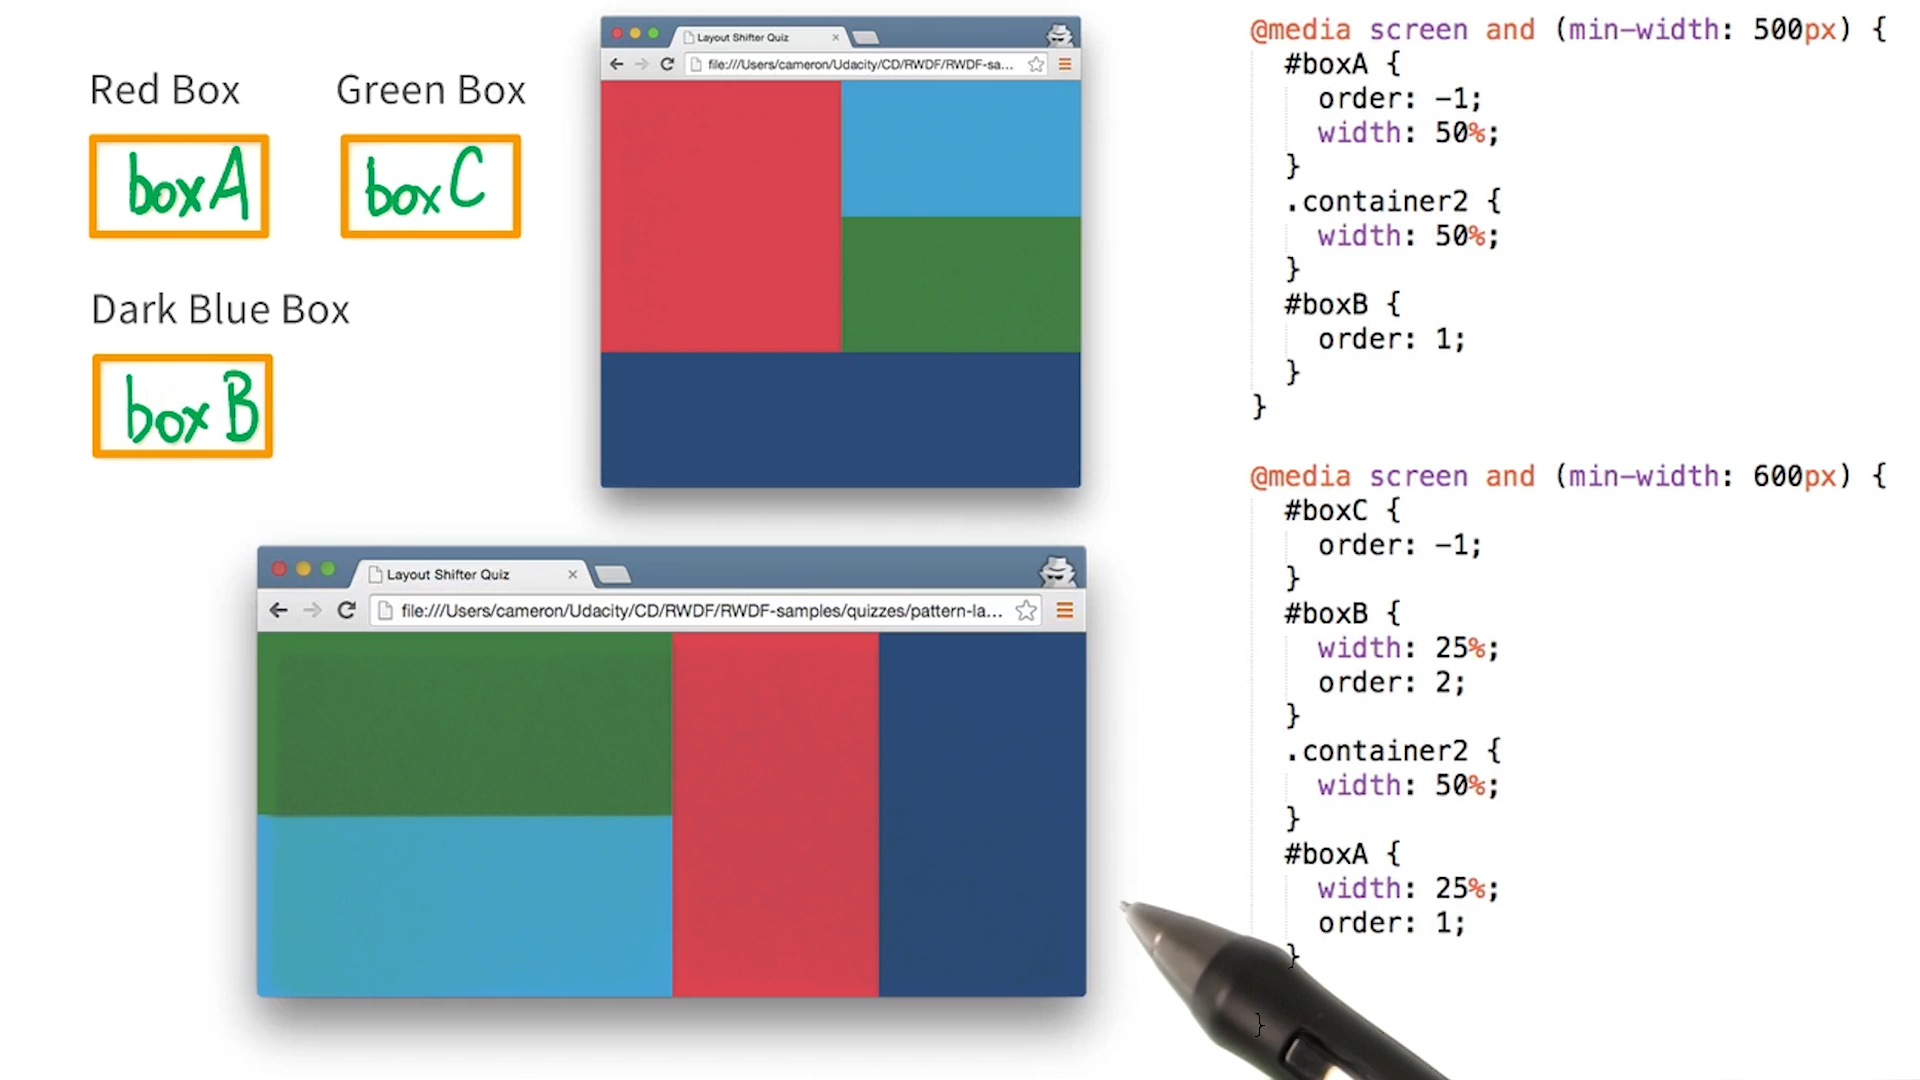 Red Box
Green Box
boxA
boxC
Dark Blue Box
boxB
Layout Shifter Quiz
file:///Users/cameron/Udacity/CD/RWDF/RWDF-sa...
Layout Shifter Quiz
file:///Users/cameron/Udacity/CD/RWDF/RWDF-samples/quizzes/pattern-la...
@media screen and (min-width: 500px) {
#boxA {
order: -1;
width: 50%;
}
.container2 {
width: 50%;
}
#boxB {
order: 1;
}
}
@media screen and (min-width: 600px) {
#boxC {
order: -1;
}
#boxB {
width: 25%;
order: 2;
}
.container2 {
width: 50%;
}
#boxA {
width: 25%;
order: 1;
}
}